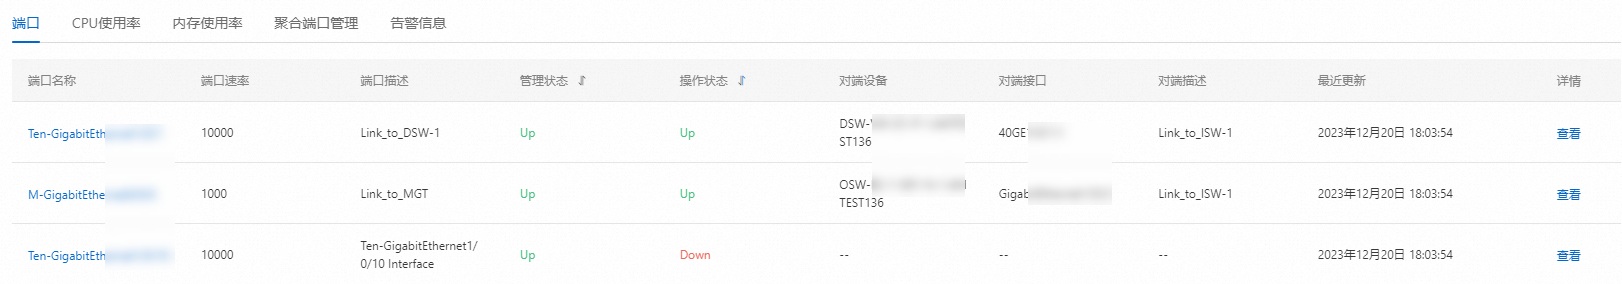 端口 CPU使用率 内存使用率 聚合端口管理 告警信息
端口名称 端口速率 端口描述 管理状态 操作状态 对端设备 对端接口 对端描述 最近更新 详情
Ten-GigabitEth 10000 Link_to_DSW-1 Up Up DSW- 40GE Link_to_ISW-1 2023年12月20日 18:03:54 查看
ST136
M-GigabitEthe 1000 Link_to_MGT Up Up OSW- Gigab Link_to_ISW-1 2023年12月20日 18:03:54 查看
TEST136
Ten-GigabitEth 10000 Ten-GigabitEthernet1/ Up Down -- -- -- 2023年12月20日 18:03:54 查看
0/10 Interface